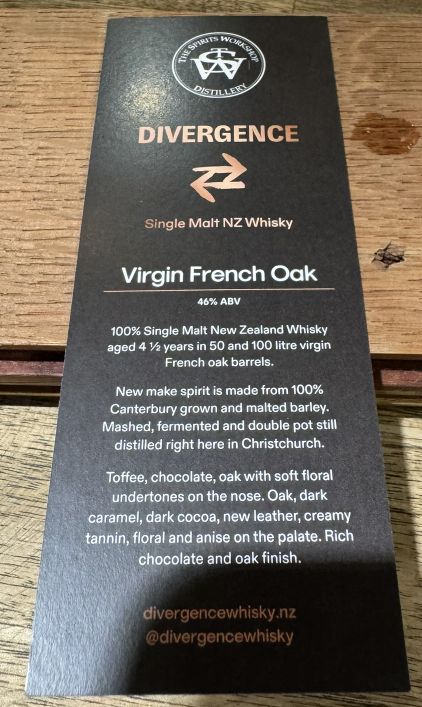 THE SPIRITS WORKSHOP
TSW
DISTILLERY
DIVERGENCE
Single Malt NZ Whisky
Virgin French Oak
46% ABV
100% Single Malt New Zealand Whisky
aged 4 ½ years in 50 and 100 litre virgin
French oak barrels.
New make spirit is made from 100%
Canterbury grown and malted barley.
Mashed, fermented and double pot still
distilled right here in Christchurch.
Toffee, chocolate, oak with soft floral
undertones on the nose. Oak, dark
caramel, dark cocoa, new leather, creamy
tannin, floral and anise on the palate. Rich
chocolate and oak finish.
divergencewhisky.nz
@divergencewhisky